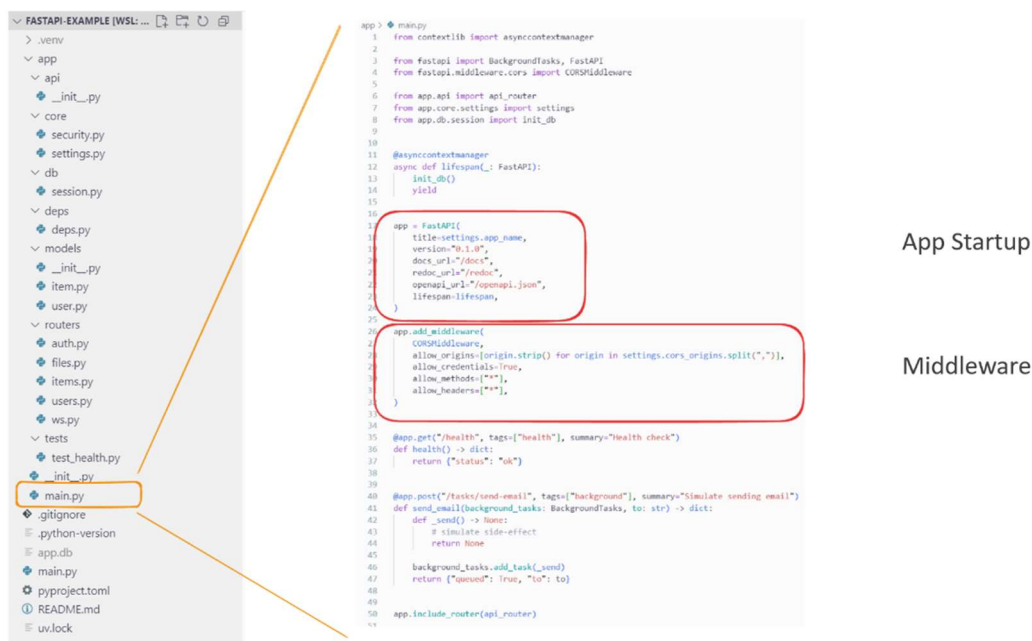 FASTAPI-EXAMPLE [WSL: ...
.venv
app
api
__init__.py
core
security.py
settings.py
db
session.py
deps
deps.py
models
__init__.py
item.py
user.py
routers
auth.py
files.py
items.py
users.py
ws.py
tests
test_health.py
__init__.py
main.py
.gitignore
.python-version
app.db
main.py
pyproject.toml
README.md
uv.lock
app > main.py
1 from contextlib import asynccontextmanager
2
3 from fastapi import BackgroundTasks, FastAPI
4 from fastapi.middleware.cors import CORSMiddleware
5
6 from app.api import api_router
7 from app.core.settings import settings
8 from app.db.session import init_db
9
10
11 @asynccontextmanager
12 async def lifespan(_: FastAPI):
13 init_db()
14 yield
15
16
17 app = FastAPI(
18 title=settings.app_name,
19 version="0.1.0",
20 docs_url="/docs",
21 redoc_url="/redoc",
22 openapi_url="/openapi.json",
23 lifespan=lifespan,
24 )
25
26 app.add_middleware(
27 CORSMiddleware,
28 allow_origins=[origin.strip() for origin in settings.cors_origins.split(",")],
29 allow_credentials=True,
30 allow_methods=["*"],
31 allow_headers=["*"],
32 )
33
34
35 @app.get("/health", tags=["health"], summary="Health check")
36 def health() -> dict:
37 return {"status": "ok"}
38
39
40 @app.post("/tasks/send-email", tags=["background"], summary="Simulate sending email")
41 def send_email(background_tasks: BackgroundTasks, to: str) -> dict:
42 def _send() -> None:
43 # simulate side-effect
44 return None
45
46 background_tasks.add_task(_send)
47 return {"queued": True, "to": to}
48
49
50 app.include_router(api_router)
51
App Startup
Middleware